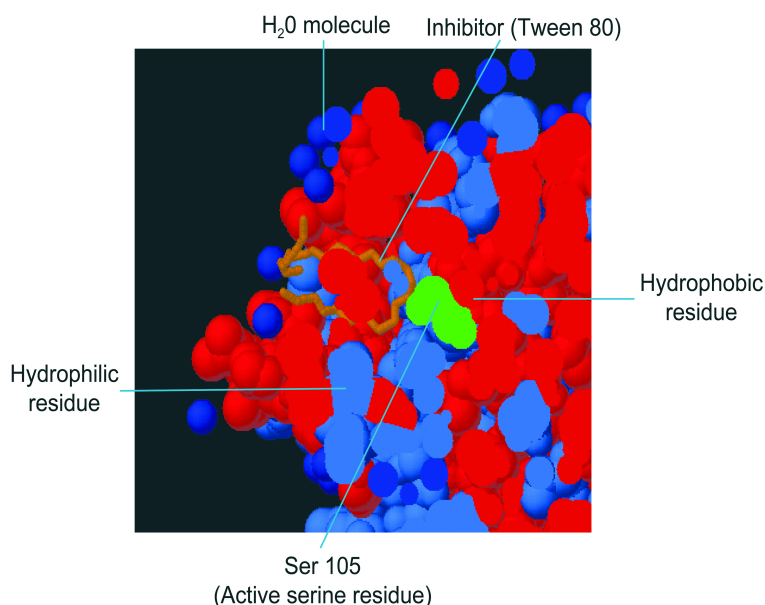 H₂0 molecule
Inhibitor (Tween 80)
Hydrophobic
residue
Hydrophilic
residue
Ser 105
(Active serine residue)